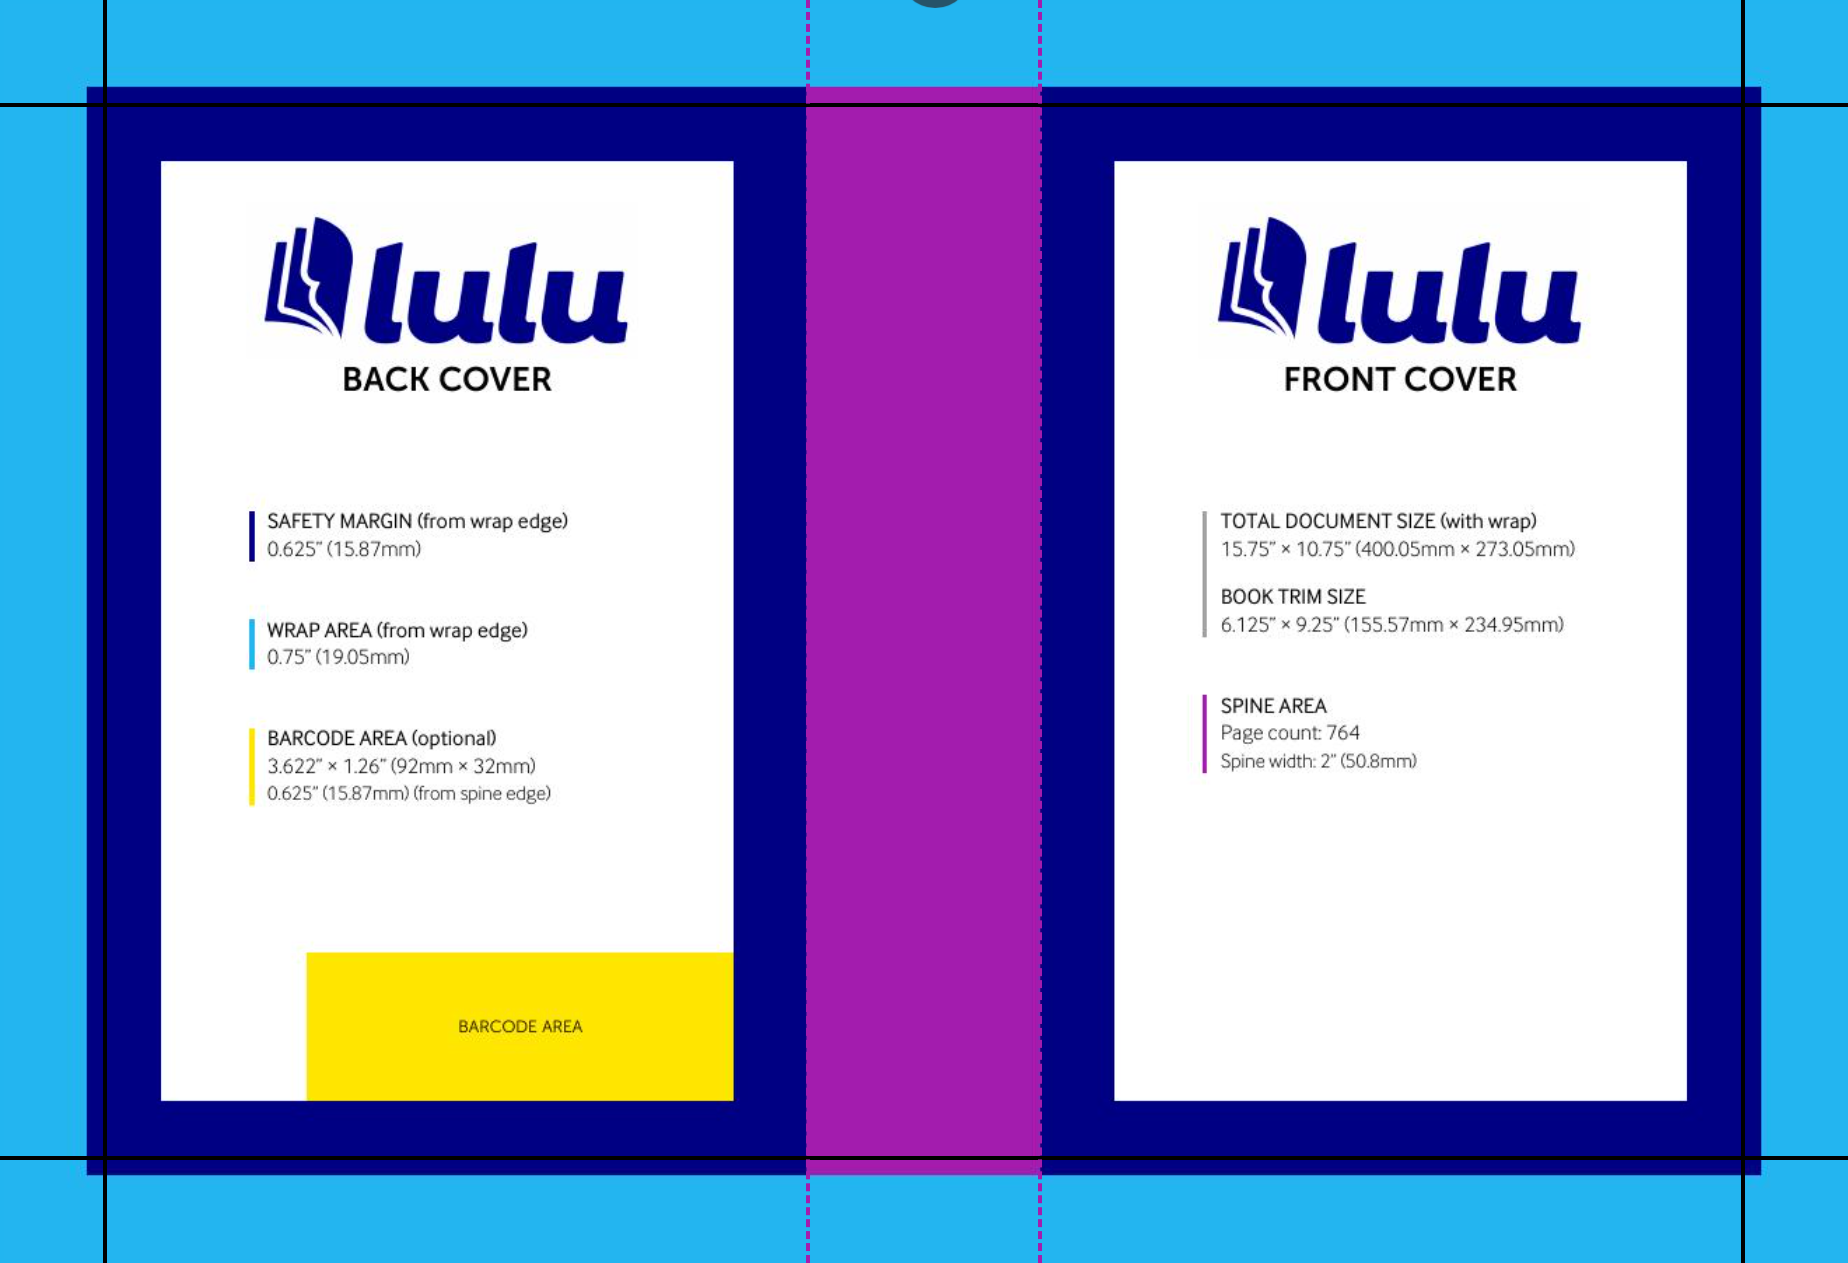 lulu
BACK COVER
SAFETY MARGIN (from wrap edge)
0.625” (15.87mm)
WRAP AREA (from wrap edge)
0.75” (19.05mm)
BARCODE AREA (optional)
3.622” × 1.26” (92mm × 32mm)
0.625” (15.87mm) (from spine edge)
BARCODE AREA
lulu
FRONT COVER
TOTAL DOCUMENT SIZE (with wrap)
15.75” × 10.75” (400.05mm × 273.05mm)
BOOK TRIM SIZE
6.125” × 9.25” (155.57mm × 234.95mm)
SPINE AREA
Page count: 764
Spine width: 2” (50.8mm)